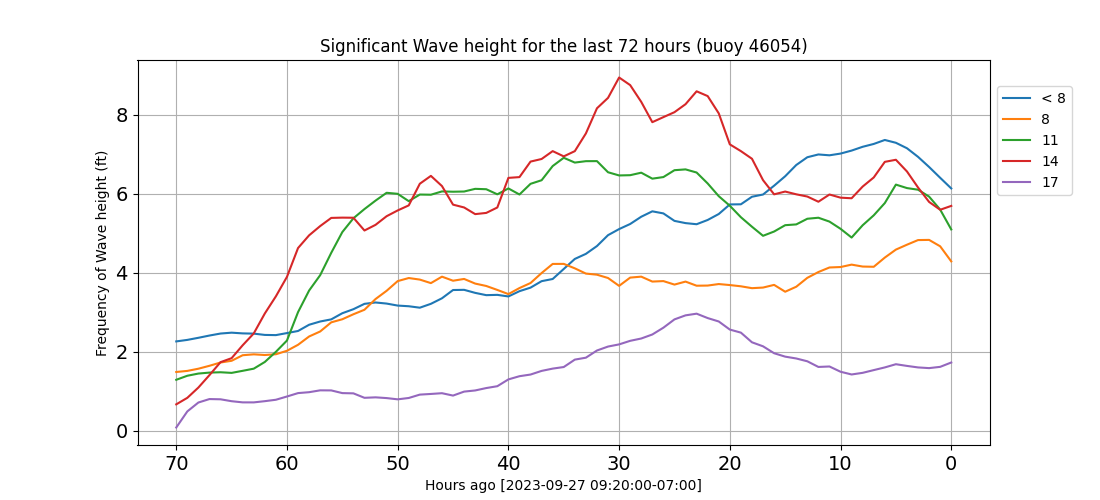 Significant Wave height for the last 72 hours (buoy 46054)
Frequency of Wave height (ft)
8
6
4
2
0
70 60 50 40 30 20 10 0
Hours ago [2023-09-27 09:20:00-07:00]
< 8
8
11
14
17